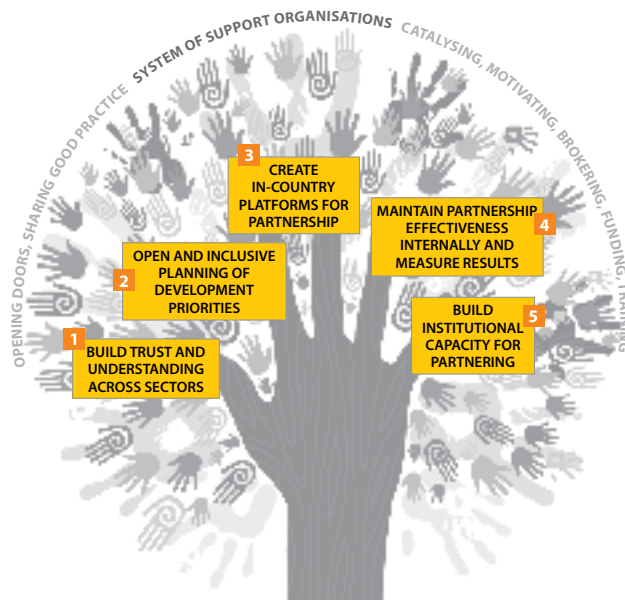 OPENING DOORS, SHARING GOOD PRACTICE SYSTEM OF SUPPORT ORGANISATIONS CATALYSING, MOTIVATING, BROKERING, FUNDING, TRAINING
3
CREATE
IN-COUNTRY
PLATFORMS FOR
PARTNERSHIP
MAINTAIN PARTNERSHIP
EFFECTIVENESS
INTERNALLY AND
MEASURE RESULTS
4
2
OPEN AND INCLUSIVE
PLANNING OF
DEVELOPMENT
PRIORITIES
5
BUILD
INSTITUTIONAL
CAPACITY FOR
PARTNERING
1
BUILD TRUST AND
UNDERSTANDING
ACROSS SECTORS